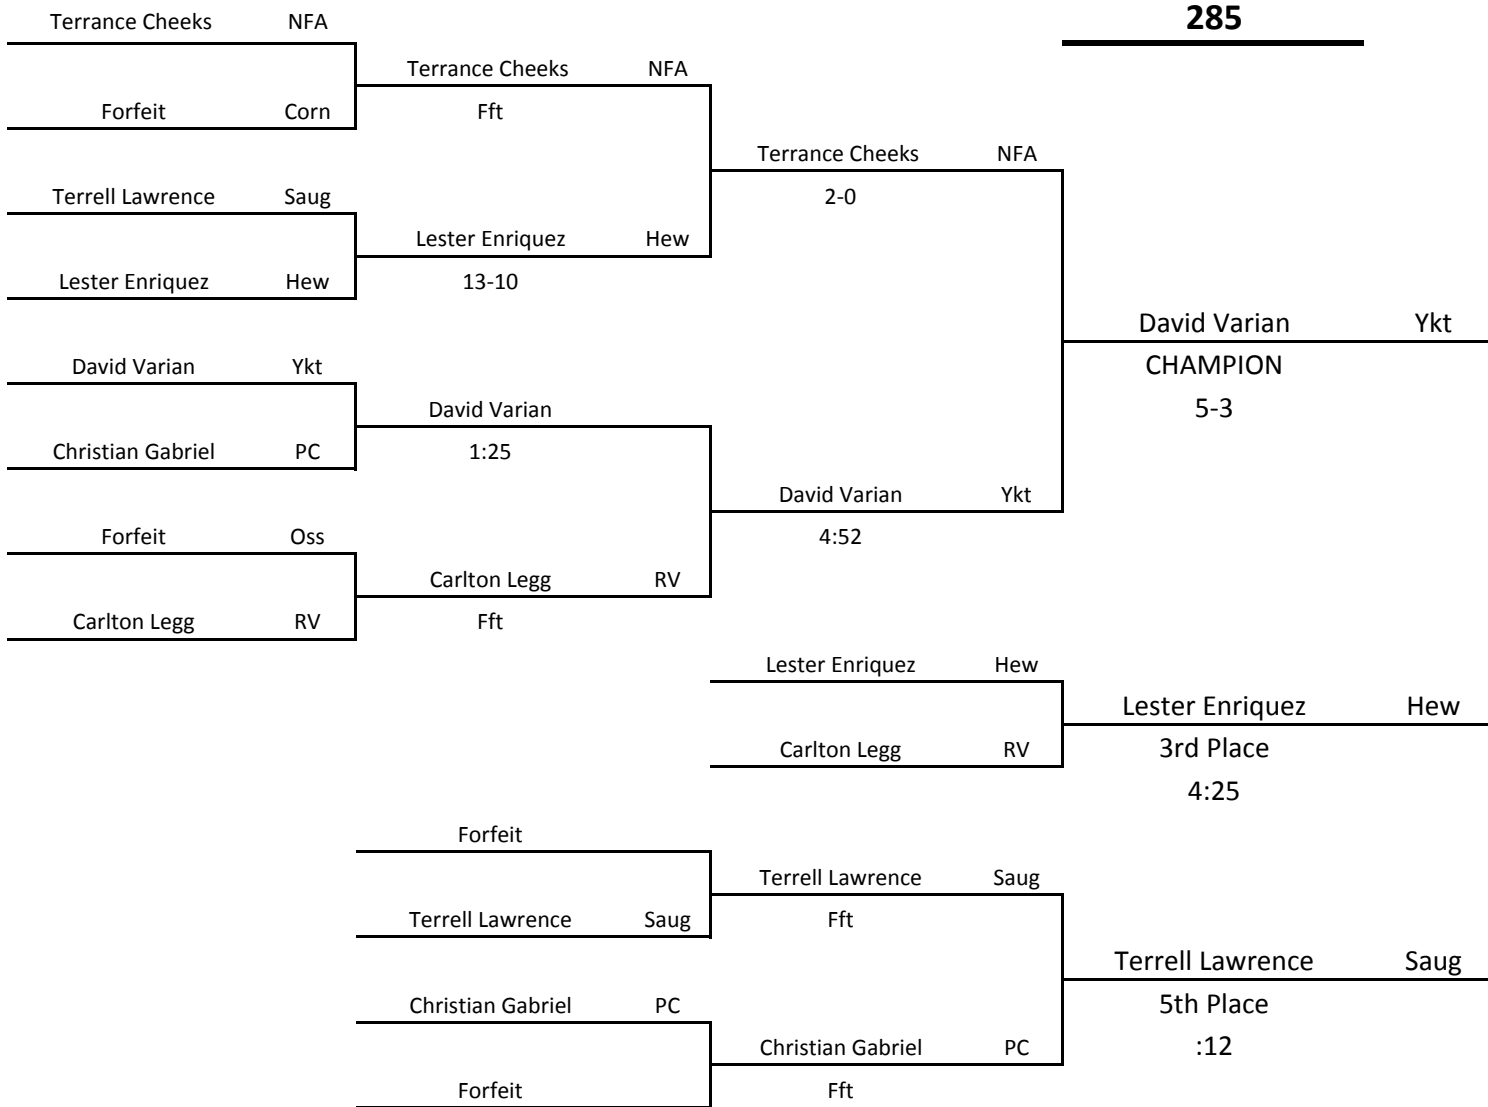 Terrance Cheeks NFA 285
Terrance Cheeks NFA
Forfeit Corn Fft
Terrance Cheeks NFA
Terrell Lawrence Saug 2-0
Lester Enriquez Hew
Lester Enriquez Hew 13-10
David Varian Ykt
David Varian Ykt CHAMPION
David Varian 5-3
Christian Gabriel PC 1:25
David Varian Ykt
Forfeit Oss 4:52
Carlton Legg RV
Carlton Legg RV Fft
Lester Enriquez Hew
Lester Enriquez Hew
Carlton Legg RV 3rd Place
4:25
Forfeit
Terrell Lawrence Saug
Terrell Lawrence Saug Fft
Terrell Lawrence Saug
Christian Gabriel PC 5th Place
Christian Gabriel PC :12
Forfeit Fft